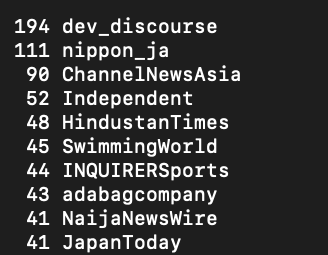 194 dev_discourse
111 nippon_ja
90 ChannelNewsAsia
52 Independent
48 HindustanTimes
45 SwimmingWorld
44 INQUIRERSports
43 adabagcompany
41 NaijaNewsWire
41 JapanToday